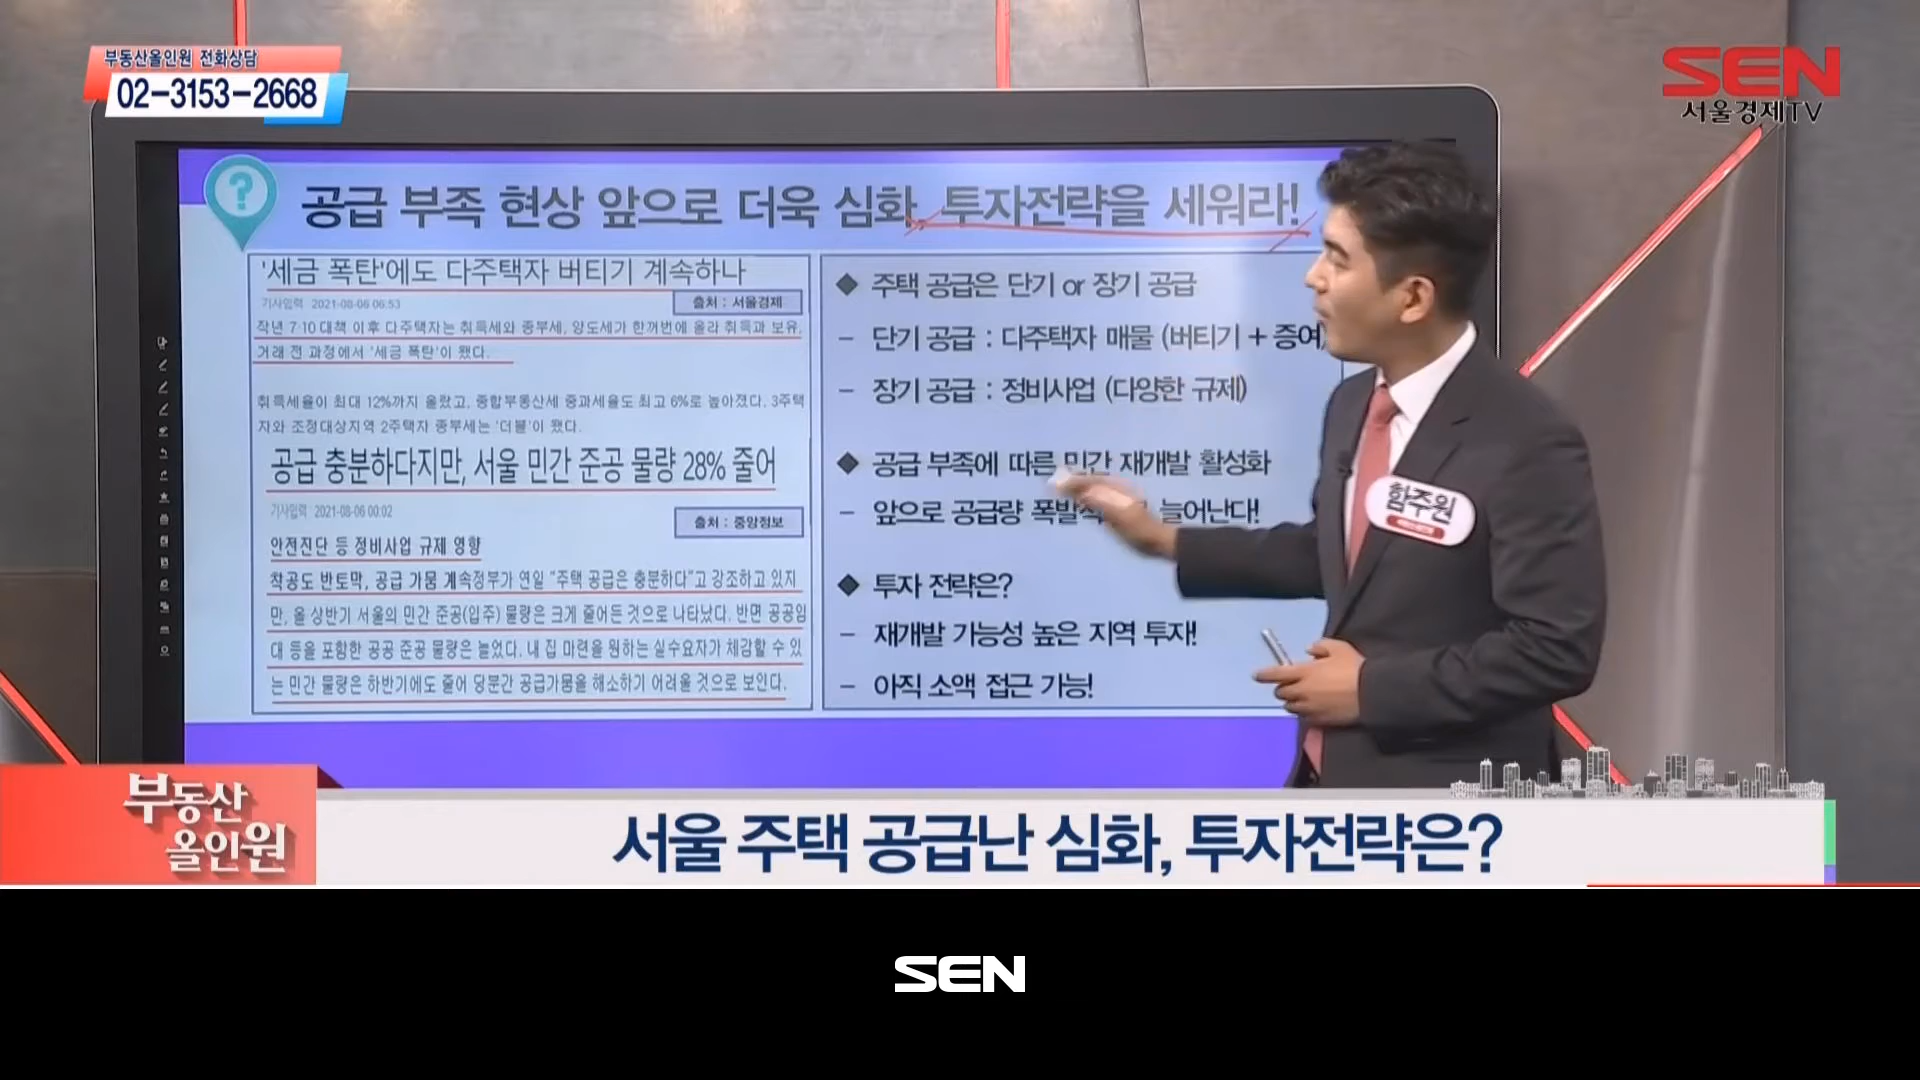 부동산올인원 전화상담
02-3153-2668
SEN
서울경제TV
?
공급 부족 현상 앞으로 더욱 심화, 투자전략을 세워라!
'세금 폭탄'에도 다주택자 버티기 계속하나
기사입력 2021-08-06 06:53
출처 : 서울경제
작년 7·10 대책 이후 다주택자는 취득세와 종부세, 양도세가 한꺼번에 올라 취득과 보유,
거래 전 과정에서 '세금 폭탄'이 됐다.
취득세율이 최대 12%까지 올랐고, 종합부동산세 중과세율도 최고 6%로 높아졌다. 3주택
자와 조정대상지역 2주택자 종부세는 '더블'이 됐다.
공급 충분하다지만, 서울 민간 준공 물량 28% 줄어
기사입력 2021-08-06 00:02
출처 : 중앙정보
안전진단 등 정비사업 규제 영향
착공도 반토막, 공급 가뭄 계속정부가 연일 "주택 공급은 충분하다"고 강조하고 있지
만, 올 상반기 서울의 민간 준공(입주) 물량은 크게 줄어든 것으로 나타났다. 반면 공공임
대 등을 포함한 공공 준공 물량은 늘었다. 내 집 마련을 원하는 실수요자가 체감할 수 있
는 민간 물량은 하반기에도 줄어 당분간 공급가뭄을 해소하기 어려울 것으로 보인다.
◆ 주택 공급은 단기 or 장기 공급
- 단기 공급 : 다주택자 매물 (버티기 + 증여)
- 장기 공급 : 정비사업 (다양한 규제)
◆ 공급 부족에 따른 민간 재개발 활성화
- 앞으로 공급량 늘어난다!
◆ 투자 전략은?
- 재개발 가능성 높은 지역 투자!
- 아직 소액 접근 가능!
함주원
부동산
올인원
서울 주택 공급난 심화, 투자전략은?
SEN